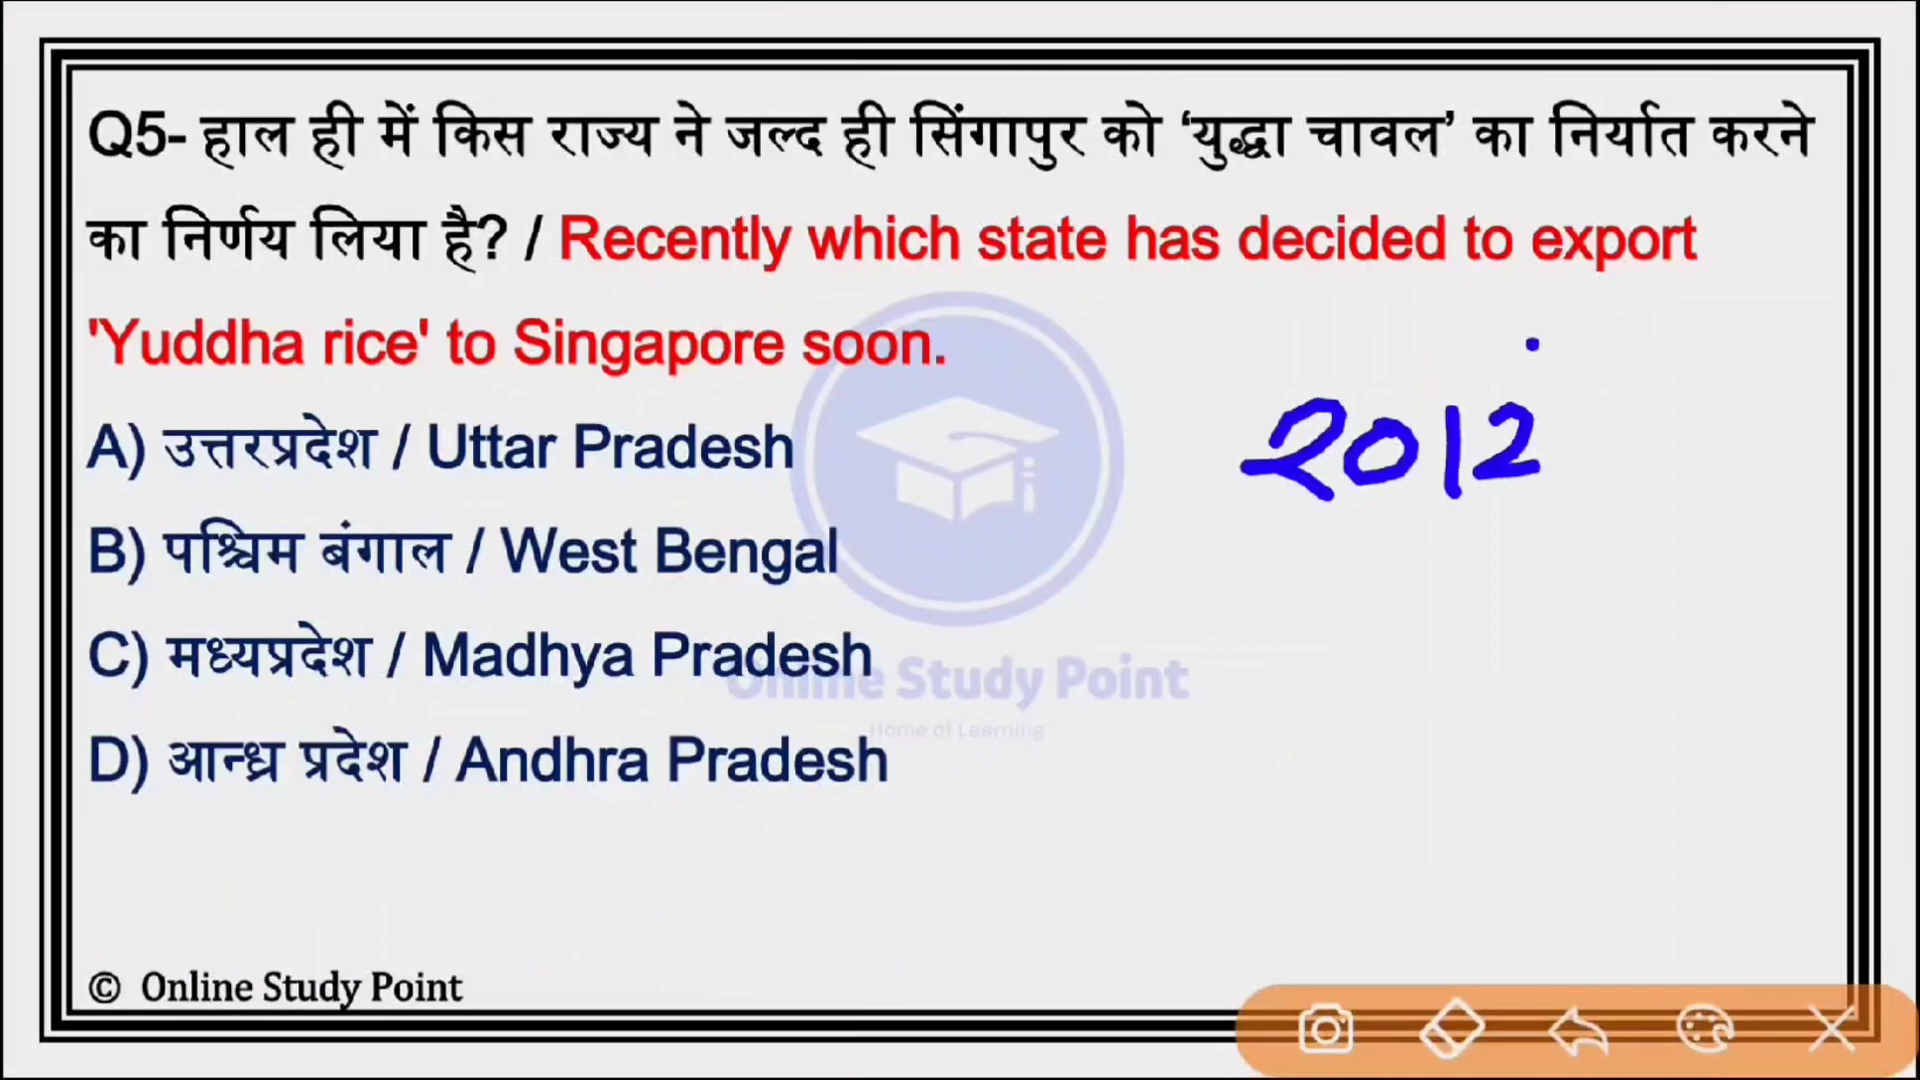 Q5- हाल ही में किस राज्य ने जल्द ही सिंगापुर को ‘युद्धा चावल’ का निर्यात करने
का निर्णय लिया है? / Recently which state has decided to export
'Yuddha rice' to Singapore soon.
A) उत्तरप्रदेश / Uttar Pradesh
2012
B) पश्चिम बंगाल / West Bengal
C) मध्यप्रदेश / Madhya Pradesh
Online Study Point
Home of Learning
D) आन्ध्र प्रदेश / Andhra Pradesh
© Online Study Point